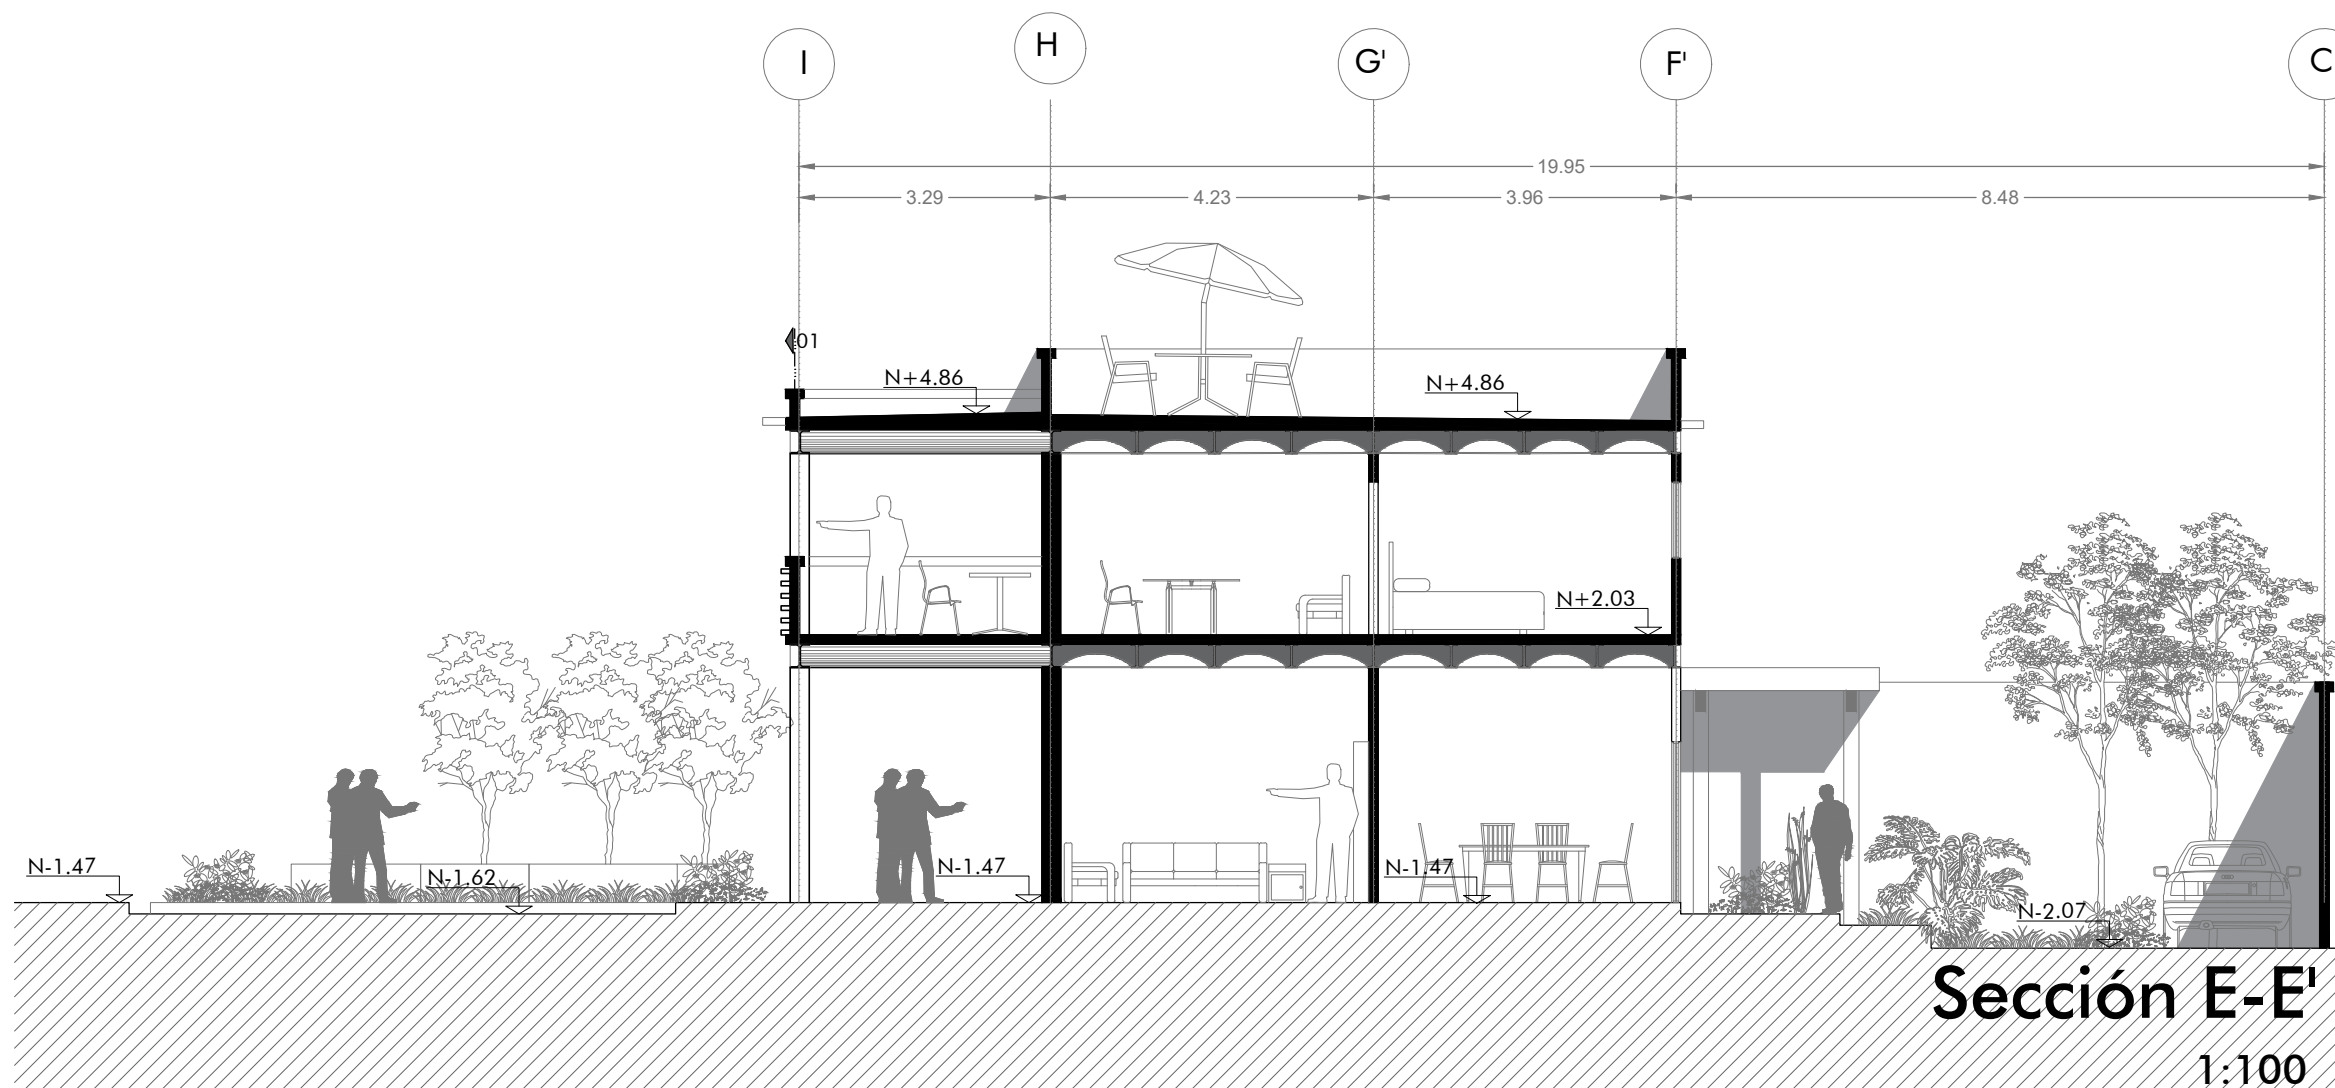 I
H
G'
F'
C
19.95
3.29
4.23
3.96
8.48
01
N+4.86
N+4.86
N+2.03
N-1.47
N-1.62
N-1.47
N-1.47
N-2.07
Sección E-E'
1:100